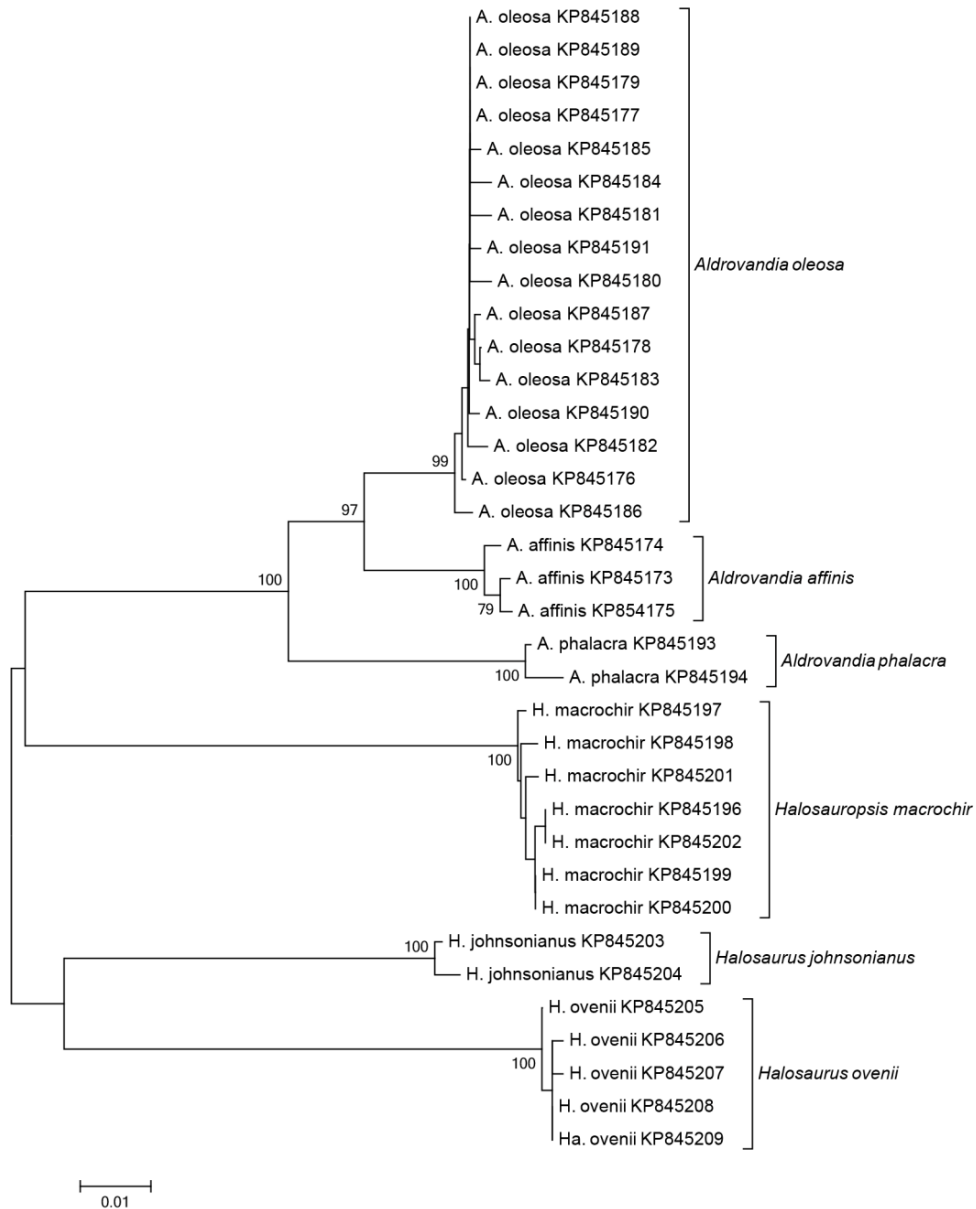 A. oleosa KP845188
A. oleosa KP845189
A. oleosa KP845179
A. oleosa KP845177
A. oleosa KP845185
A. oleosa KP845184
A. oleosa KP845181
A. oleosa KP845191
A. oleosa KP845180
A. oleosa KP845187
A. oleosa KP845178
A. oleosa KP845183
A. oleosa KP845190
A. oleosa KP845182
A. oleosa KP845176
A. oleosa KP845186
Aldrovandia oleosa
99
97
100
A. affinis KP845174
A. affinis KP845173
A. affinis KP854175
Aldrovandia affinis
100
79
A. phalacra KP845193
A. phalacra KP845194
Aldrovandia phalacra
100
H. macrochir KP845197
H. macrochir KP845198
H. macrochir KP845201
H. macrochir KP845196
H. macrochir KP845202
H. macrochir KP845199
H. macrochir KP845200
Halosauropsis macrochir
100
H. johnsonianus KP845203
H. johnsonianus KP845204
Halosaurus johnsonianus
100
H. ovenii KP845205
H. ovenii KP845206
H. ovenii KP845207
H. ovenii KP845208
Ha. ovenii KP845209
Halosaurus ovenii
100
0.01